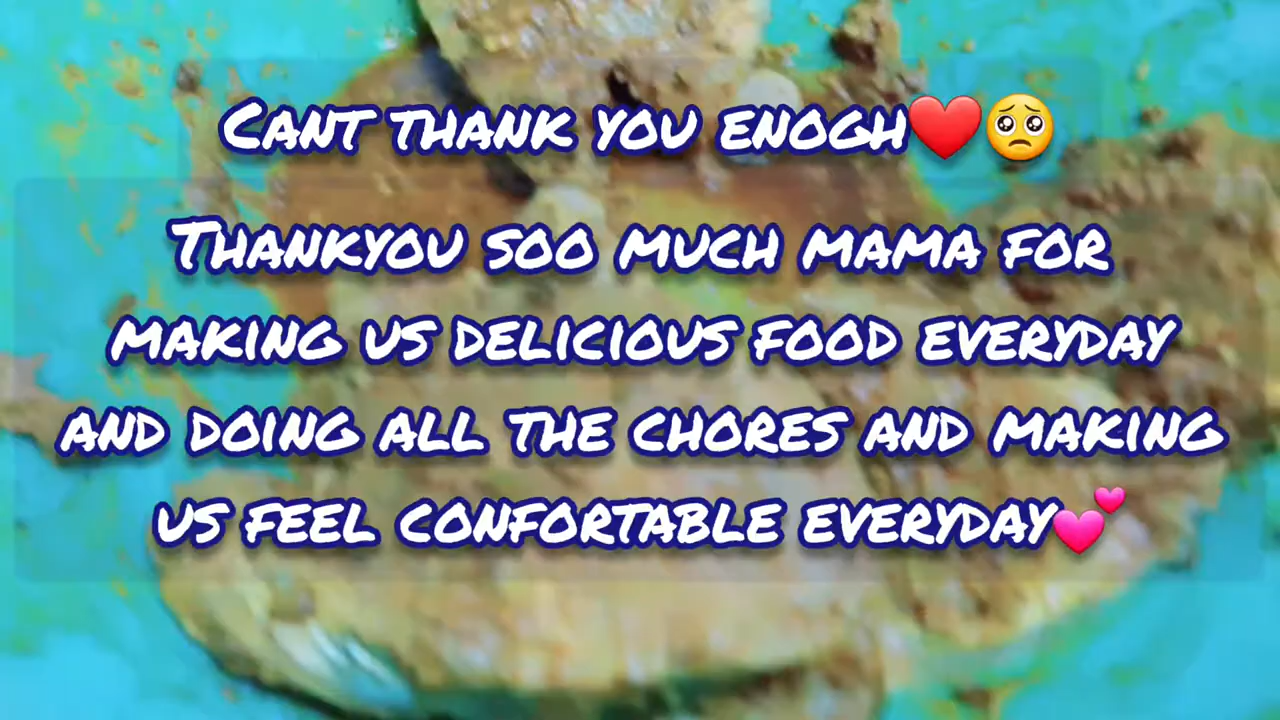 Cant thank you enogh❤️🥺
Thankyou soo much mama for
making us delicious food everyday
and doing all the chores and making
us feel confortable everyday💕